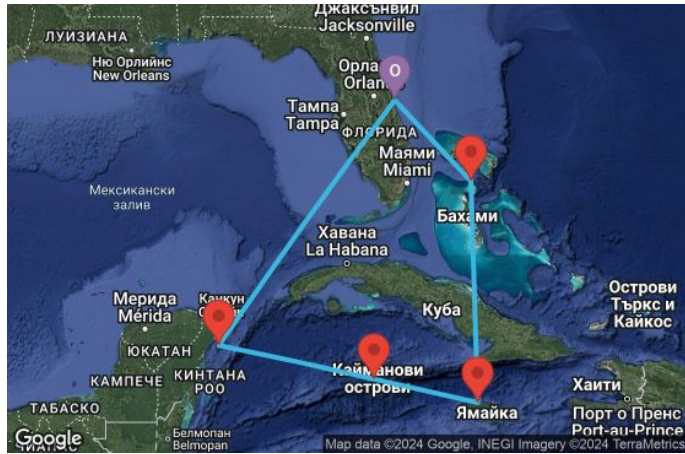 Джаксънвил
Jacksonville
ЛУИЗИАНА
Ню Орлийнс
New Orleans
O
Тампа
Tampa
ФЛОРИДА
Маями
Miami
Мексикански
залив
Бахами
Хавана
La Habana
Острови
Търкс и
Кайкос
Мерида
Mérida
Канкун
Куба
ЮКАТАН
КАМПЕЧЕ
КИНТАНА
РОО
Кайманови
острови
Хаити
ТАБАСКО
Ямайка
Порт о Пренс
Port-au-Prince
Белмопан
Belmopan
Google
Map data ©2024 Google, INEGI Imagery ©2024 TerraMetrics